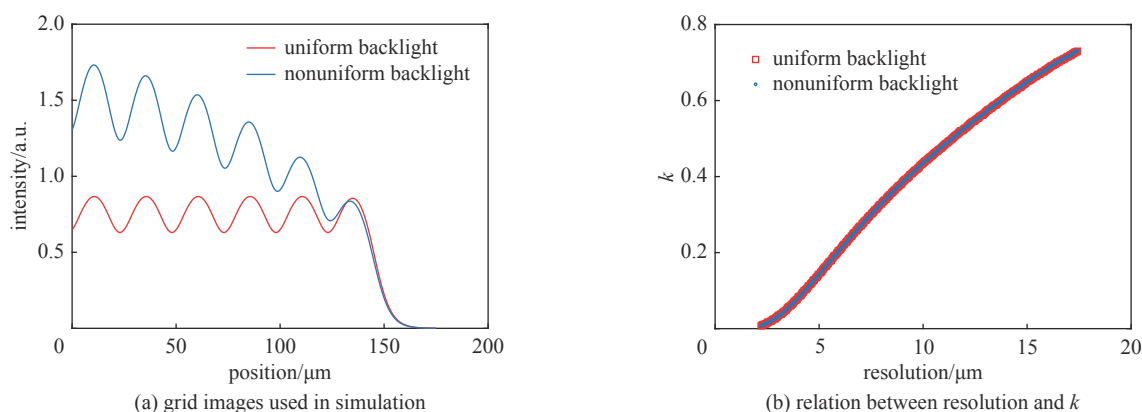 2.0
1.5
1.0
0.5
0
50
100
150
200
intensity/a.u.
position/μm
uniform backlight
nonuniform backlight
(a) grid images used in simulation
0.8
0.6
0.4
0.2
0
5
10
15
20
k
resolution/μm
uniform backlight
nonuniform backlight
(b) relation between resolution and k